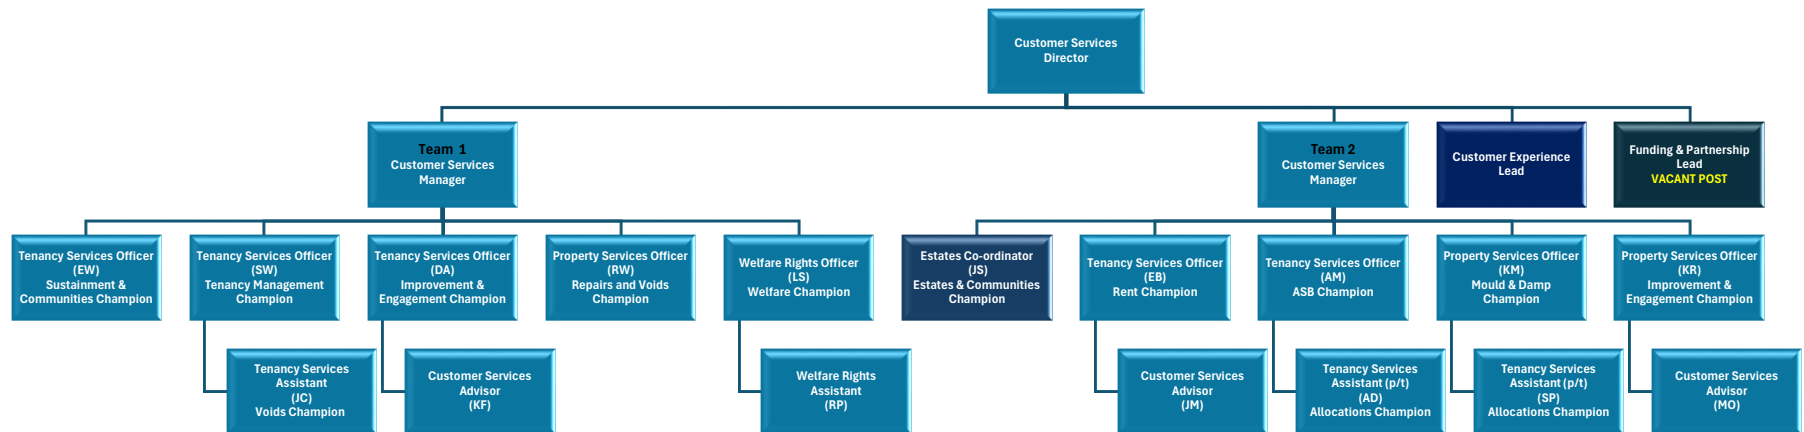 Customer Services
Director
Team 1
Customer Services
Manager
Team 2
Customer Services
Manager
Customer Experience
Lead
Funding & Partnership
Lead
VACANT POST
Tenancy Services Officer
(EW)
Sustainment &
Communities Champion
Tenancy Services Officer
(SW)
Tenancy Management
Champion
Tenancy Services Officer
(DA)
Improvement &
Engagement Champion
Property Services Officer
(RW)
Repairs and Voids
Champion
Welfare Rights Officer
(LS)
Welfare Champion
Estates Co-ordinator
(JS)
Estates & Communities
Champion
Tenancy Services Officer
(EB)
Rent Champion
Tenancy Services Officer
(AM)
ASB Champion
Property Services Officer
(KM)
Mould & Damp
Champion
Property Services Officer
(KR)
Improvement &
Engagement Champion
Tenancy Services
Assistant
(JC)
Voids Champion
Customer Services
Advisor
(KF)
Welfare Rights
Assistant
(RP)
Customer Services
Advisor
(JM)
Tenancy Services
Assistant (p/t)
(AD)
Allocations Champion
Tenancy Services
Assistant (p/t)
(SP)
Allocations Champion
Customer Services
Advisor
(MO)